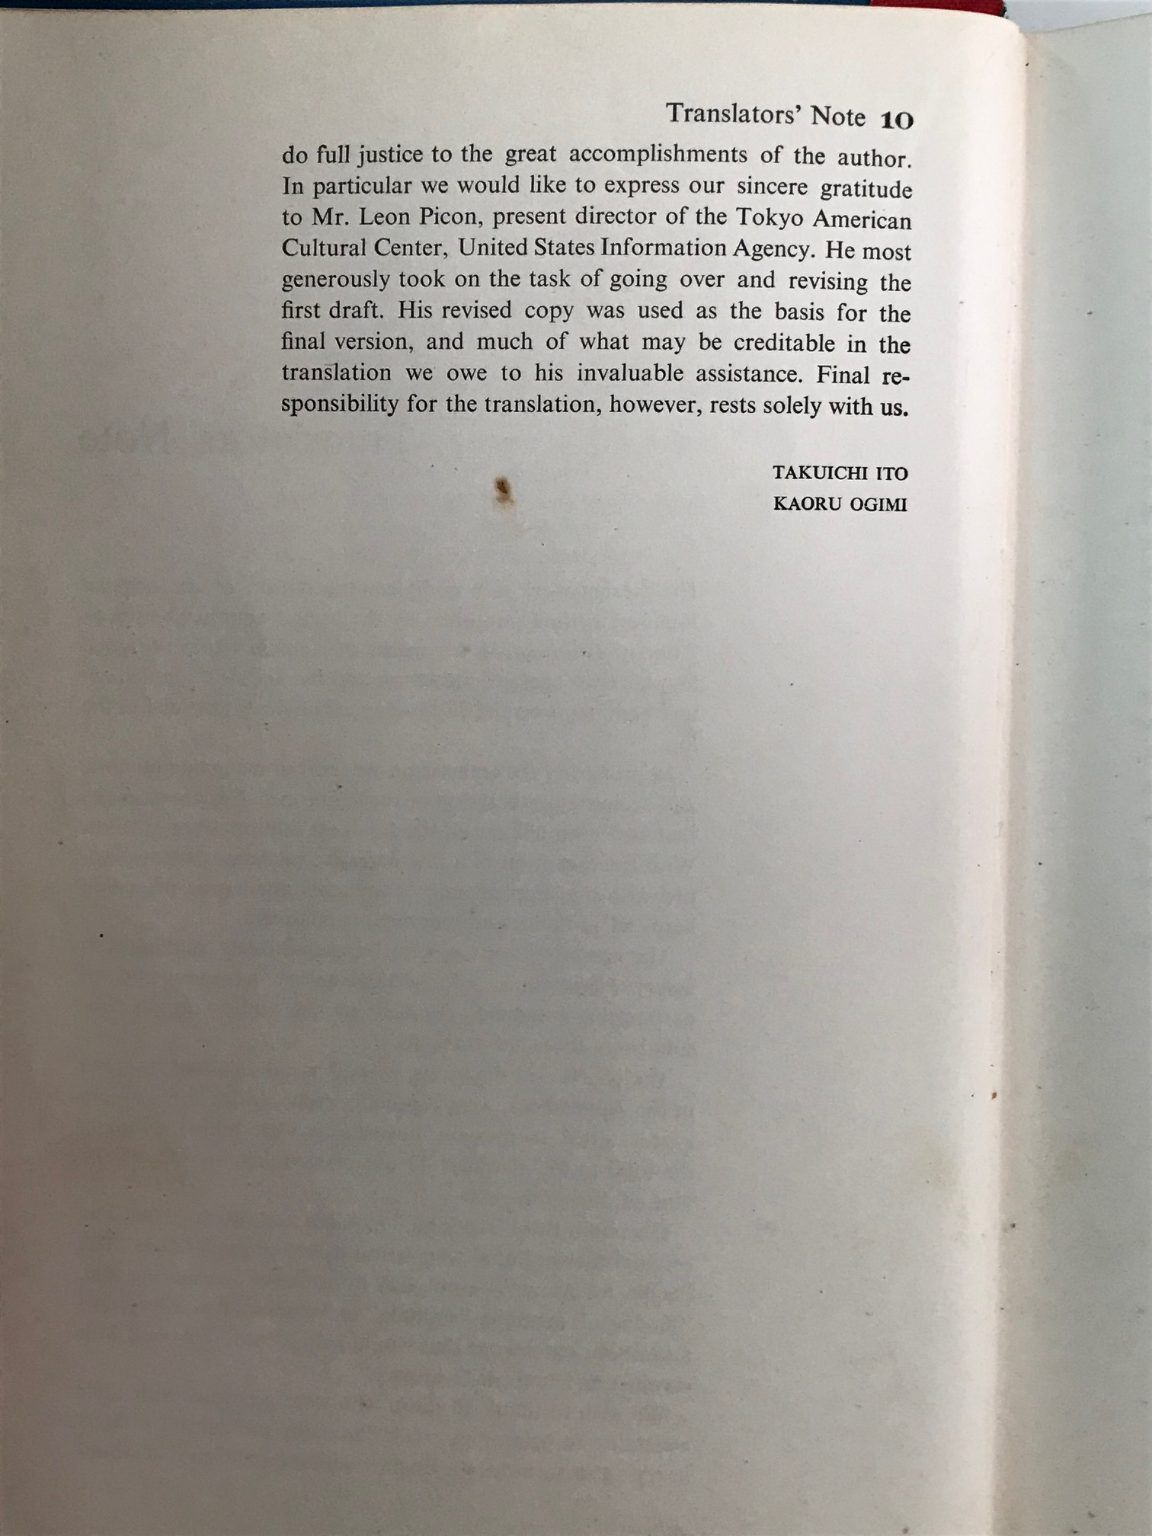 Translators’ Note 10
do full justice to the great accomplishments of the author.
In particular we would like to express our sincere gratitude
to Mr. Leon Picon, present director of the Tokyo American
Cultural Center, United States Information Agency. He most
generously took on the task of going over and revising the
first draft. His revised copy was used as the basis for the
final version, and much of what may be creditable in the
translation we owe to his invaluable assistance. Final re-
sponsibility for the translation, however, rests solely with us.
TAKUICHI ITO
KAORU OGIMI